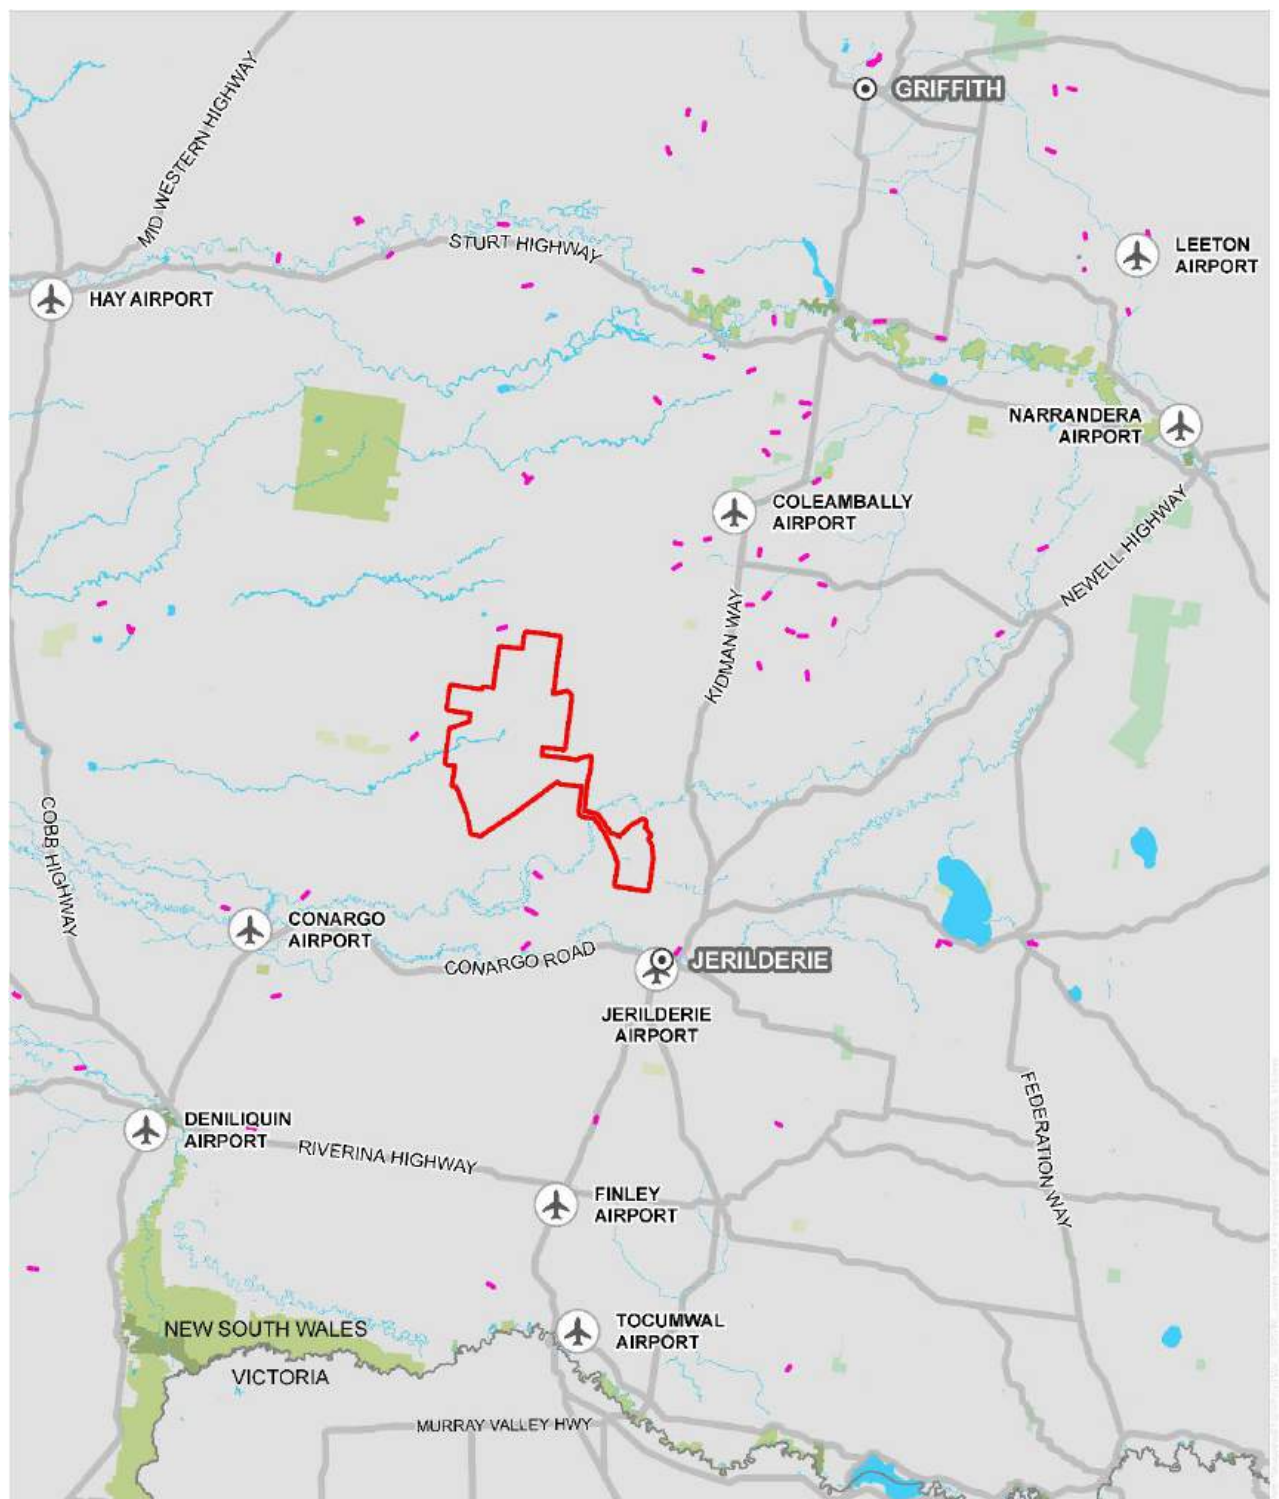 MID WESTERN HIGHWAY
GRIFFITH
STURT HIGHWAY
LEETON
AIRPORT
HAY AIRPORT
NARRANDERA
AIRPORT
COLEAMBALLY
AIRPORT
NEWELL HIGHWAY
KIDMAN WAY
COBB HIGHWAY
CONARGO
AIRPORT
CONARGO ROAD
JERILDERIE
JERILDERIE
AIRPORT
FEDERATION WAY
DENILIQUIN
AIRPORT
RIVERINA HIGHWAY
FINLEY
AIRPORT
NEW SOUTH WALES
TOCUMWAL
AIRPORT
VICTORIA
MURRAY VALLEY HWY